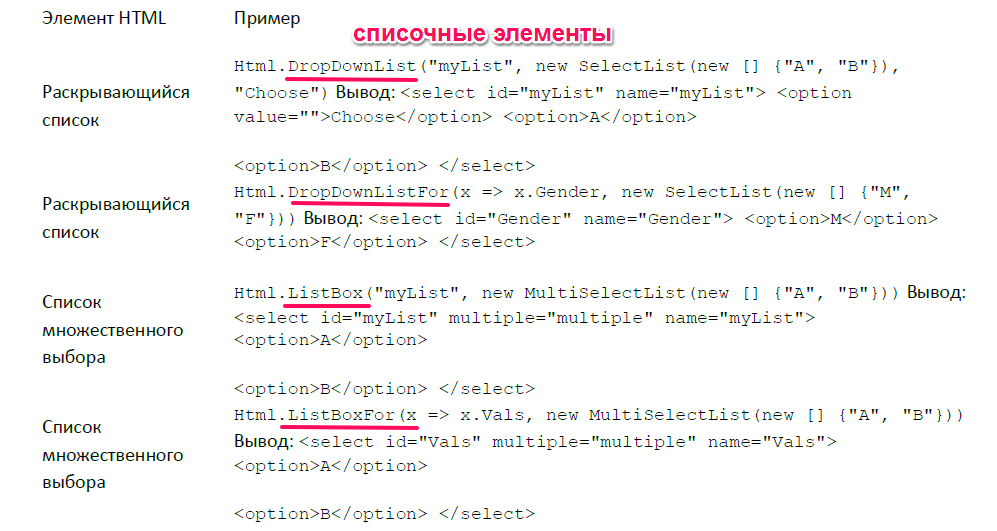 Элемент HTML Пример
списочные элементы
Раскрывающийся
список
Html.DropDownList("myList", new SelectList(new [] {"A", "B"}),
"Choose") Вывод: <select id="myList" name="myList"> <option
value="">Choose</option> <option>A</option>
<option>B</option> </select>
Раскрывающийся
список
Html.DropDownListFor(x => x.Gender, new SelectList(new [] {"M",
"F"})) Вывод: <select id="Gender" name="Gender"> <option>M</option>
<option>F</option> </select>
Список
множественного
выбора
Html.ListBox("myList", new MultiSelectList(new [] {"A", "B"})) Вывод:
<select id="myList" multiple="multiple" name="myList">
<option>A</option>
<option>B</option> </select>
Список
множественного
выбора
Html.ListBoxFor(x => x.Vals, new MultiSelectList(new [] {"A", "B"}))
Вывод: <select id="Vals" multiple="multiple" name="Vals">
<option>A</option>
<option>B</option> </select>